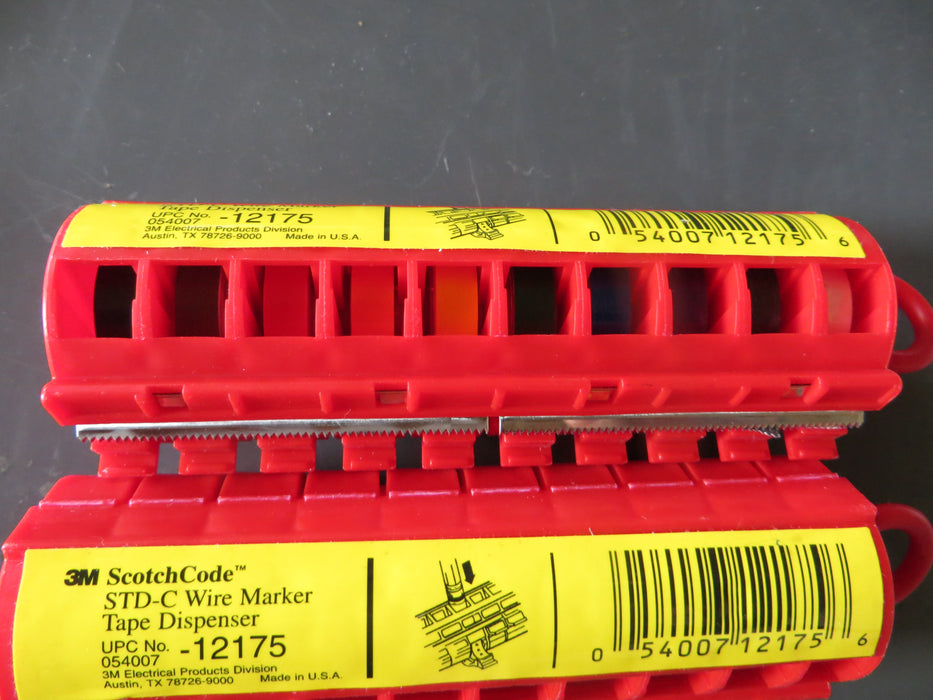 Tape Dispenser
UPC No.
054007 -12175
3M Electrical Products Division
Austin, TX 78726-9000 Made in U.S.A.
0 54007 12175 6
3M ScotchCode™
STD-C Wire Marker
Tape Dispenser
UPC No.
054007 -12175
3M Electrical Products Division
Austin, TX 78726-9000 Made in U.S.A.
0 54007 12175 6